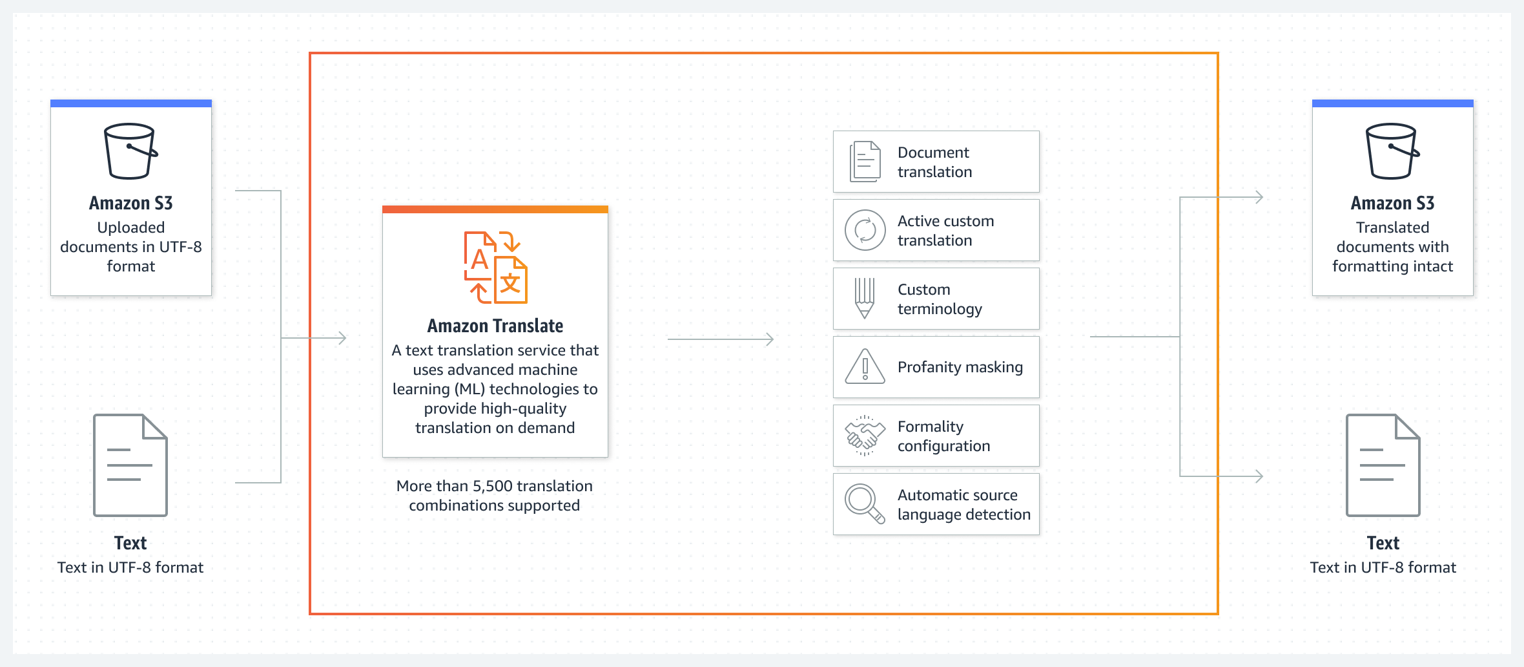 Amazon S3
Uploaded
documents in UTF-8
format
Text
Text in UTF-8 format
A
文
Amazon Translate
A text translation service that
uses advanced machine
learning (ML) technologies to
provide high-quality
translation on demand
More than 5,500 translation
combinations supported
Document
translation
Active custom
translation
Custom
terminology
Profanity masking
Formality
configuration
Automatic source
language detection
Amazon S3
Translated
documents with
formatting intact
Text
Text in UTF-8 format